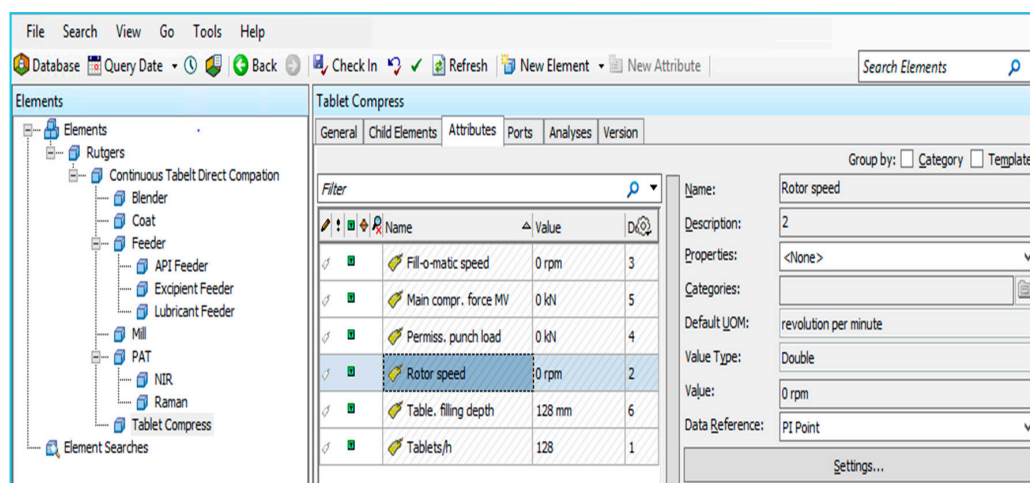 File Search View Go Tools Help
Database Query Date Back Check In Refresh New Element New Attribute Search Elements
Elements
Elements
Rutgers
Continuous Tabelt Direct Compation
Blender
Coat
Feeder
API Feeder
Excipient Feeder
Lubricant Feeder
Mill
PAT
NIR
Raman
Tablet Compress
Element Searches
Tablet Compress
General Child Elements Attributes Ports Analyses Version
Group by: Category Template
Filter
Name Value
Fill-o-matic speed 0 rpm 3
Main compr. force MV 0 kN 5
Permiss. punch load 0 kN 4
Rotor speed 0 rpm 2
Table. filling depth 128 mm 6
Tablets/h 128 1
Name: Rotor speed
Description: 2
Properties: <None>
Categories:
Default UOM: revolution per minute
Value Type: Double
Value: 0 rpm
Data Reference: PI Point
Settings...